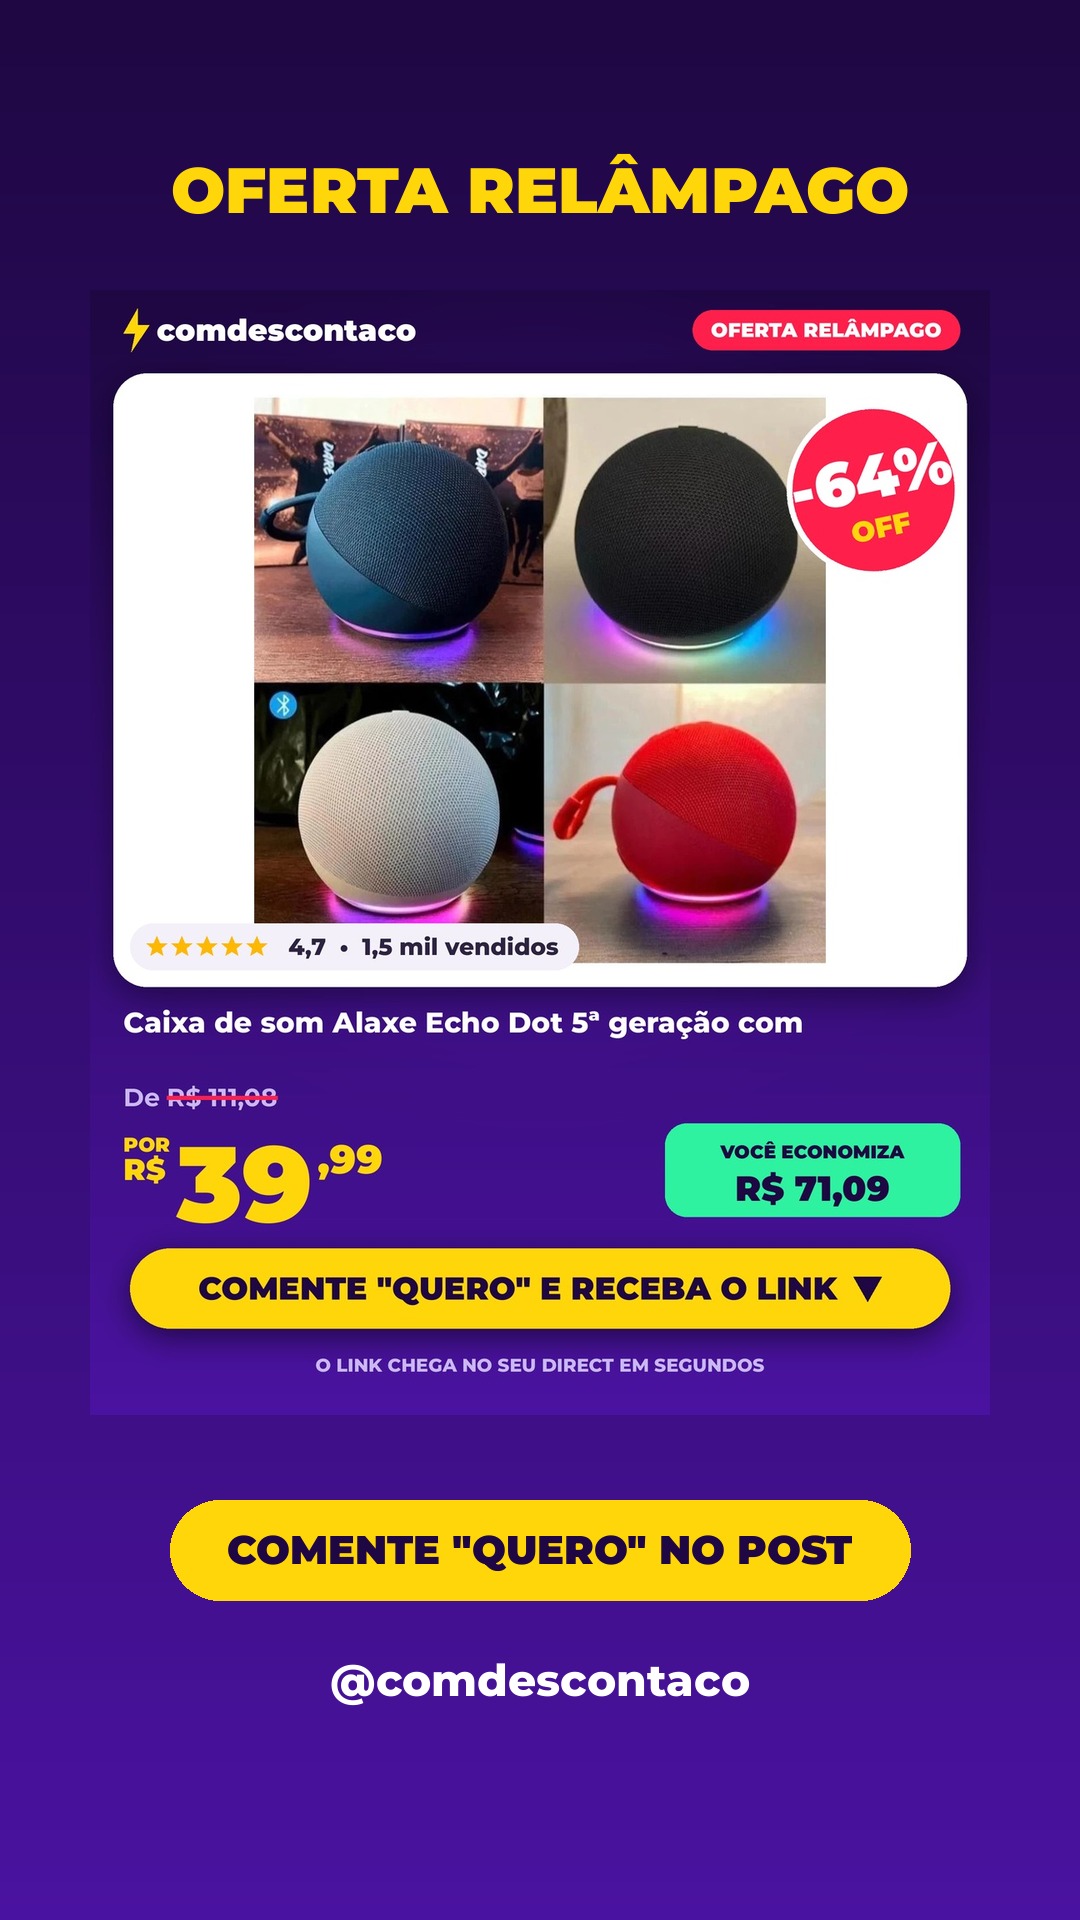 OFERTA RELÂMPAGO
comdescontaco
OFERTA RELÂMPAGO
-64%
OFF
★★★★★ 4,7 • 1,5 mil vendidos
Caixa de som Alaxe Echo Dot 5ª geração com
De R$ 111,08
POR
R$ 39,99
VOCÊ ECONOMIZA
R$ 71,09
COMENTE "QUERO" E RECEBA O LINK ▼
O LINK CHEGA NO SEU DIRECT EM SEGUNDOS
COMENTE "QUERO" NO POST
@comdescontaco